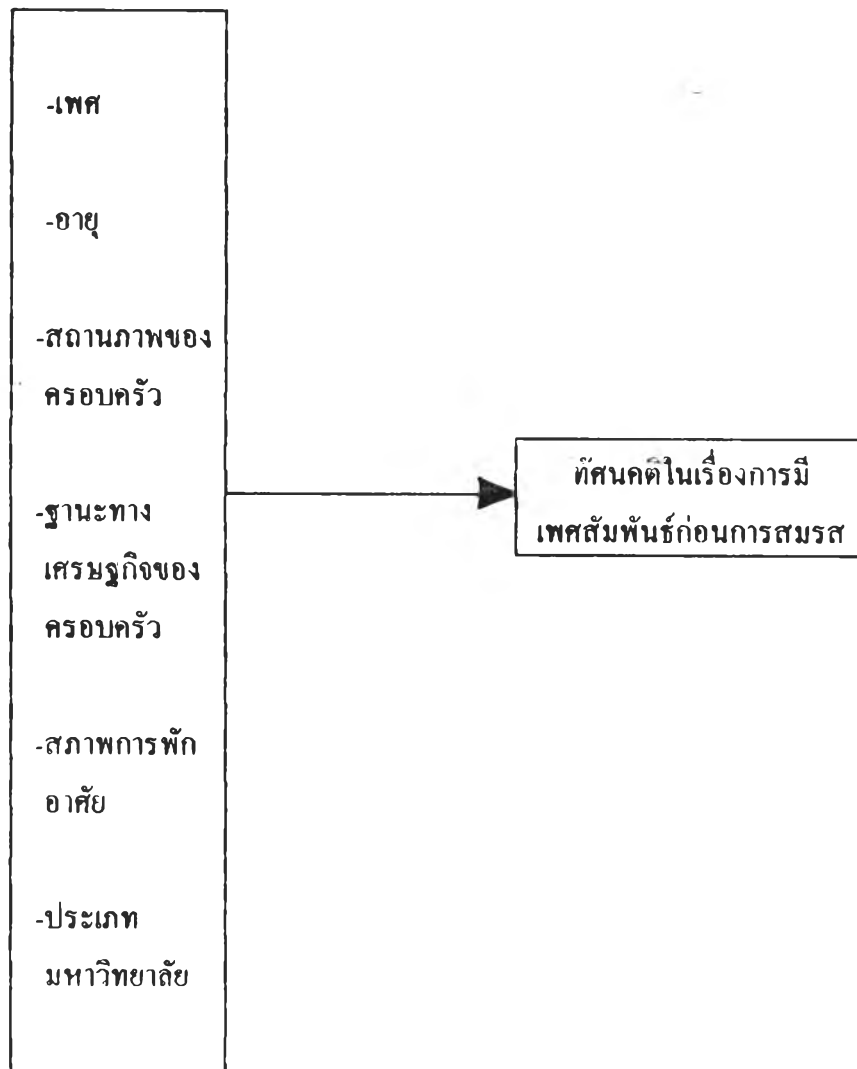 -เพศ
-อายุ
-สถานภาพของ
ครอบครัว
-ฐานะทาง
เศรษฐกิจของ
ครอบครัว
-สภาพการพัก
อาศัย
-ประเภท
มหาวิทยาลัย
ทัศนคติในเรื่องการมี
เพศสัมพันธ์ก่อนการสมรส